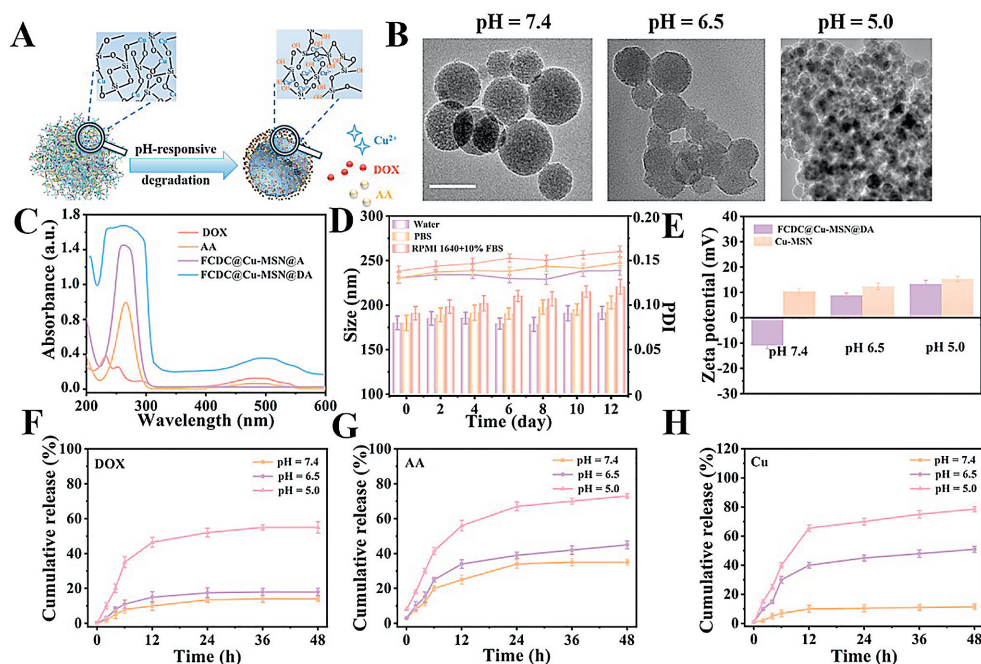 A
pH-responsive
degradation
Cu²⁺
DOX
AA
B
pH = 7.4
pH = 6.5
pH = 5.0
C
Absorbance (a.u.)
1.8
1.6
1.2
0.8
0.4
0.0
200
300
400
500
600
Wavelength (nm)
DOX
AA
FCDC@Cu-MSN@A
FCDC@Cu-MSN@DA
D
Size (nm)
300
250
200
175
150
100
Water
PBS
RPMI 1640+10% FBS
0.20
0.15
0.10
0.05
0
PDI
0
2
4
6
8
10
12
Time (day)
E
Zeta potential (mV)
40
30
20
10
0
-10
-20
-30
FCDC@Cu-MSN@DA
Cu-MSN
pH 7.4
pH 6.5
pH 5.0
F
Cumulative release (%)
100
80
60
40
20
0
DOX
pH = 7.4
pH = 6.5
pH = 5.0
0
12
24
36
48
Time (h)
G
Cumulative release (%)
100
80
60
40
20
0
AA
pH = 7.4
pH = 6.5
pH = 5.0
0
12
24
36
48
Time (h)
H
Cumulative release (%)
120
100
80
60
40
20
0
Cu
pH = 7.4
pH = 6.5
pH = 5.0
0
12
24
36
48
Time (h)